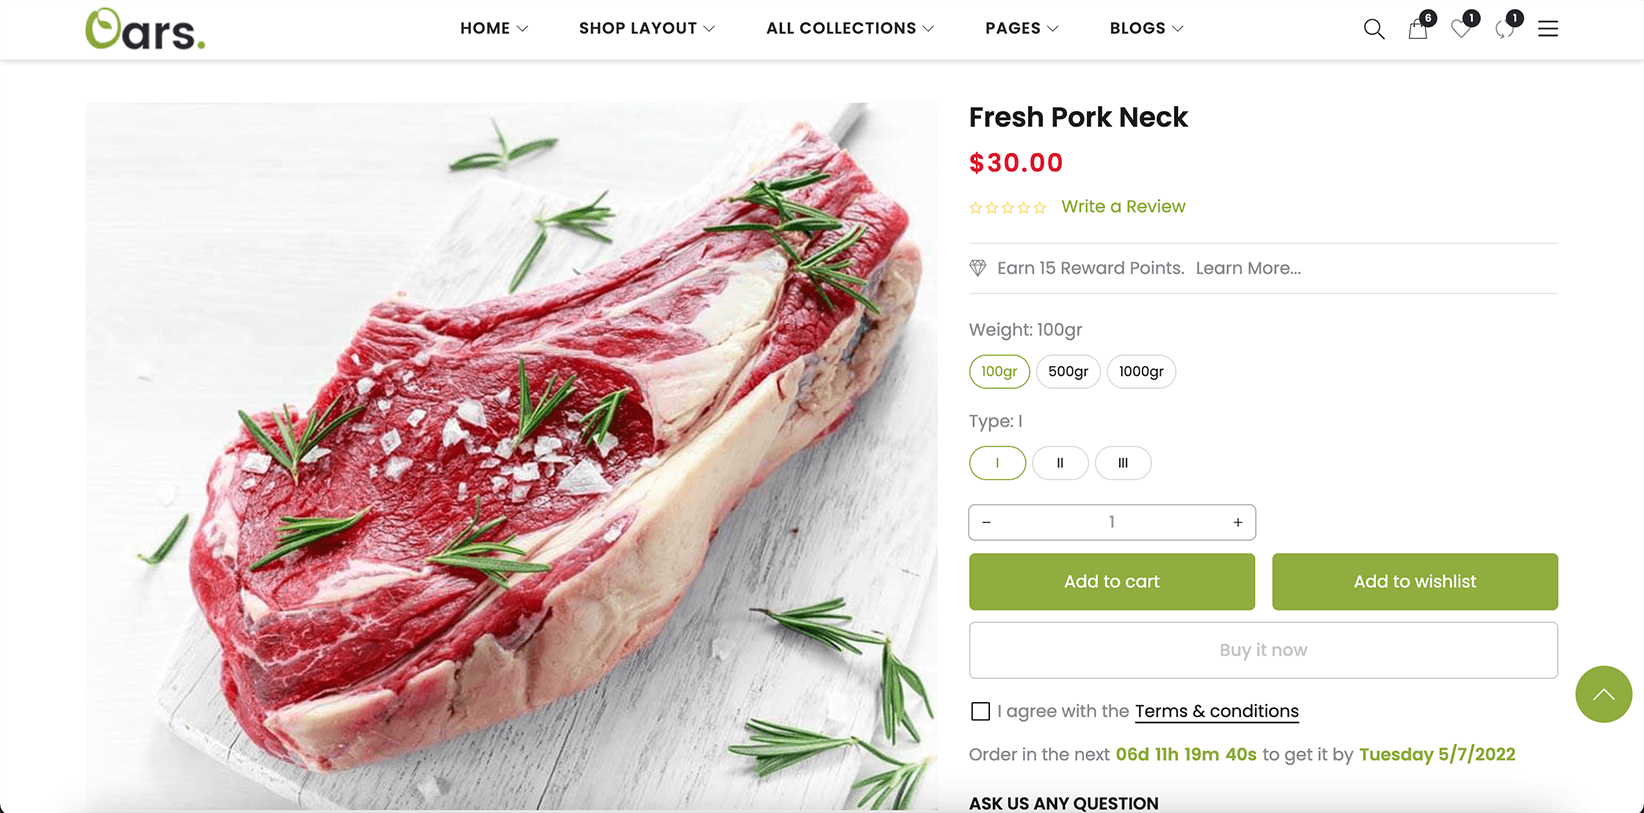 Oars.
HOME
SHOP LAYOUT
ALL COLLECTIONS
PAGES
BLOGS
6
1
1
Fresh Pork Neck
$30.00
Write a Review
Earn 15 Reward Points. Learn More...
Weight: 100gr
100gr 500gr 1000gr
Type: I
I II III
- 1 +
Add to cart
Add to wishlist
Buy it now
I agree with the Terms & conditions
Order in the next 06d 11h 19m 40s to get it by Tuesday 5/7/2022
ASK US ANY QUESTION